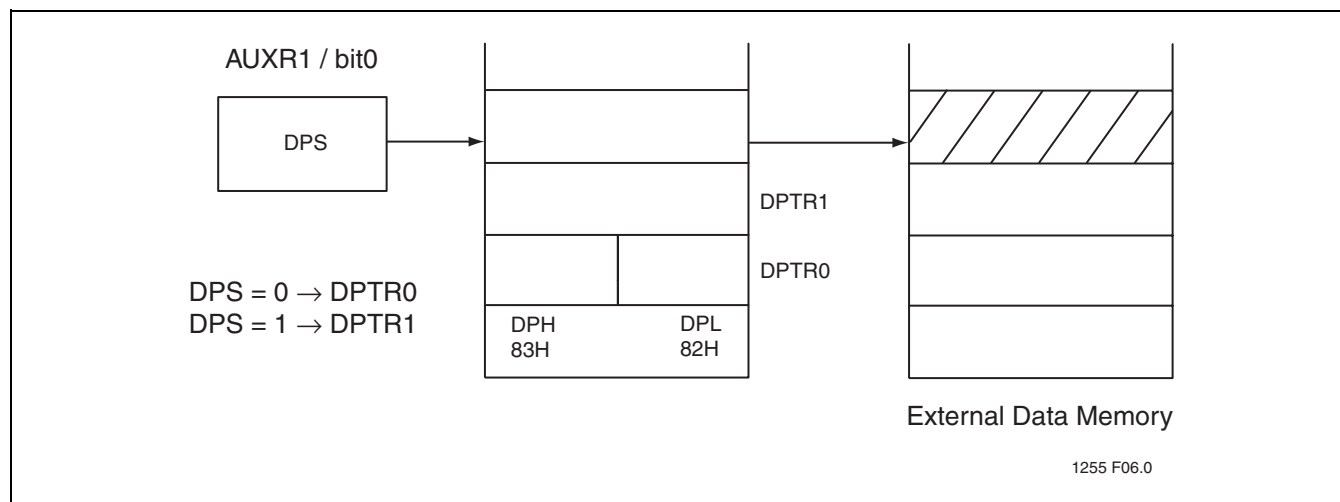 AUXR1 / bit0
DPS
DPTR1
DPTR0
DPS = 0 → DPTR0
DPS = 1 → DPTR1
DPH
83H
DPL
82H
External Data Memory
1255 F06.0